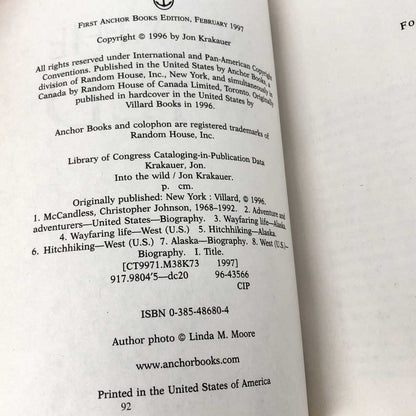 First Anchor Books Edition, February 1997
Copyright © 1996 by Jon Krakauer
All rights reserved under International and Pan-American Copyright
Conventions. Published in the United States by Anchor Books, a
division of Random House, Inc., New York, and simultaneously in
Canada by Random House of Canada Limited, Toronto. Originally
published in hardcover in the United States by
Villard Books in 1996.
Anchor Books and colophon are registered trademarks of
Random House, Inc.
Library of Congress Cataloging-in-Publication Data
Krakauer, Jon.
Into the wild / Jon Krakauer.
p. cm.
Originally published: New York : Villard, © 1996.
1. McCandless, Christopher Johnson, 1968–1992. 2. Adventure and
adventurers—United States—Biography. 3. Wayfaring life—Alaska.
4. Wayfaring life—West (U.S.) 5. Hitchhiking—Alaska.
6. Hitchhiking—West (U.S.) 7. Alaska—Biography. 8. West (U.S.)–
Biography. I. Title.
[CT9971.M38K73 1997]
917.9804'5—dc20 96-43566
CIP
ISBN 0-385-48680-4
Author photo © Linda M. Moore
www.anchorbooks.com
Printed in the United States of America
92
Fo